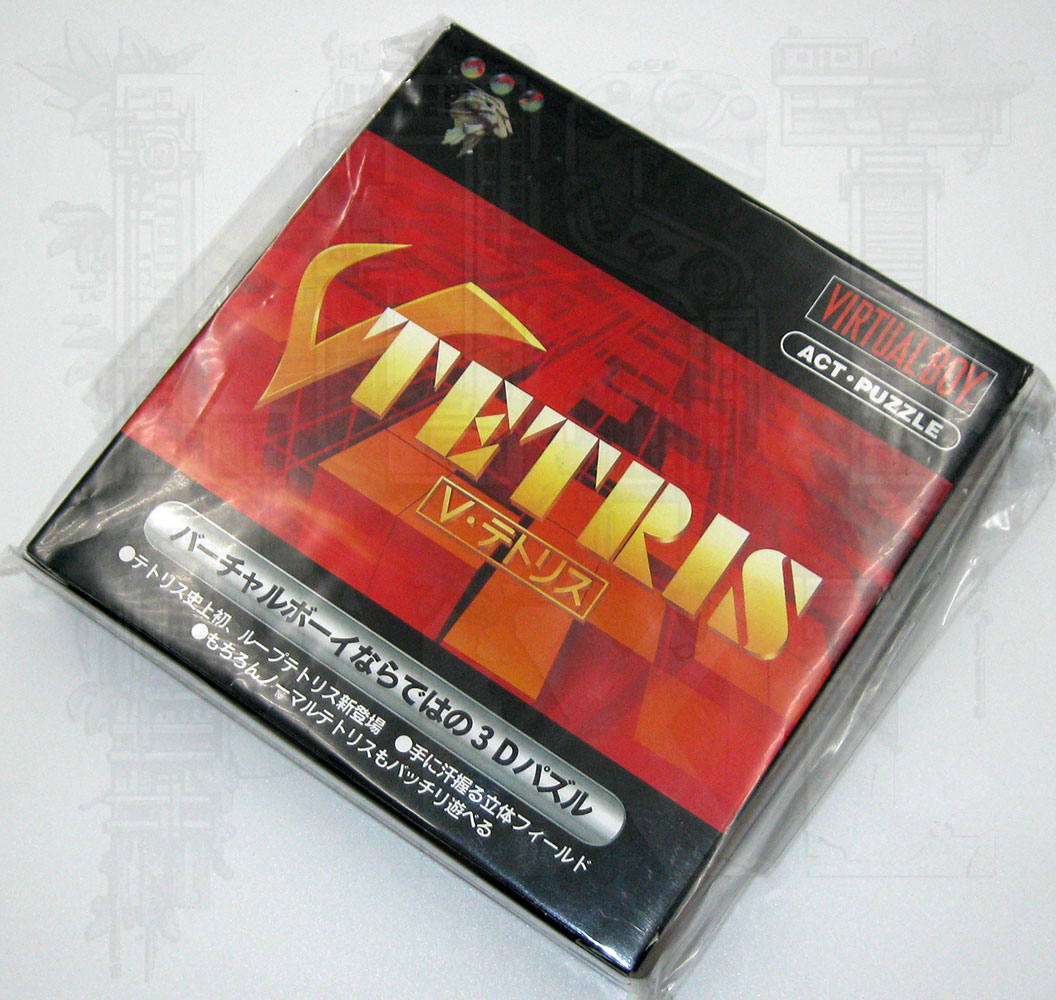 VIRTUAL BOY
ACT・PUZZLE
V TETRIS
V・テトリス
バーチャルボーイならではの3Dパズル
●テトリス史上初、ループテトリス新登場 ●手に汗握る立体フィールド
●もちろんノーマルテトリスもバッチリ遊べる